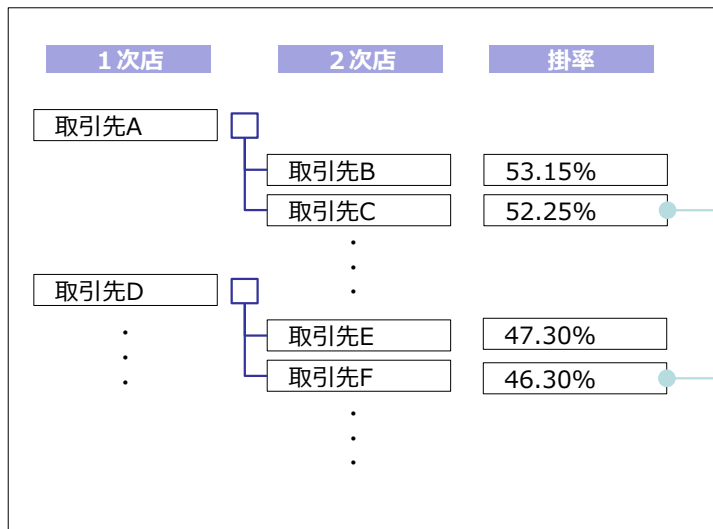 １次店 ２次店 掛率
取引先A
取引先B 53.15%
取引先C 52.25%
・
・
・
取引先D
・
・
・
取引先E 47.30%
取引先F 46.30%
・
・
・